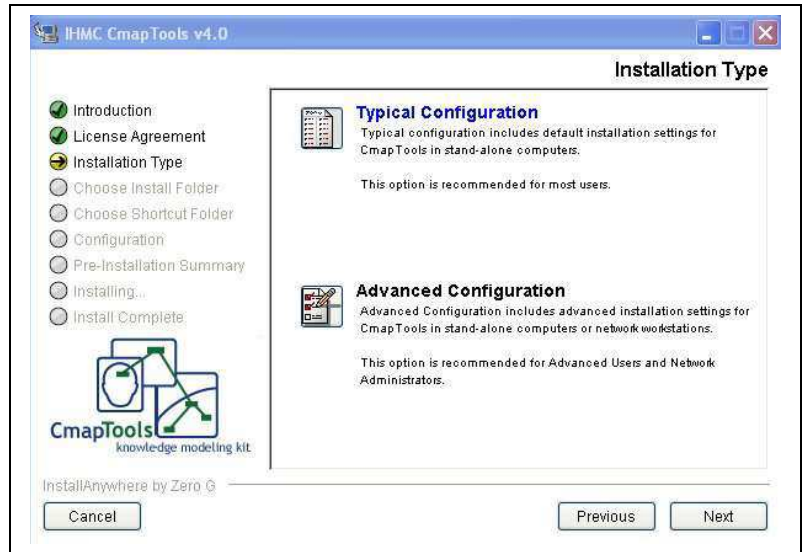 IHMC CmapTools v4.0
Installation Type
Introduction
License Agreement
Installation Type
Choose Install Folder
Choose Shortcut Folder
Configuration
Pre-Installation Summary
Installing...
Install Complete
CmapTools
knowledge modeling kit
Typical Configuration
Typical configuration includes default installation settings for
CmapTools in stand-alone computers.
This option is recommended for most users.
Advanced Configuration
Advanced Configuration includes advanced installation settings for
CmapTools in stand-alone computers or network workstations.
This option is recommended for Advanced Users and Network
Administrators.
InstallAnywhere by Zero G
Cancel
Previous
Next